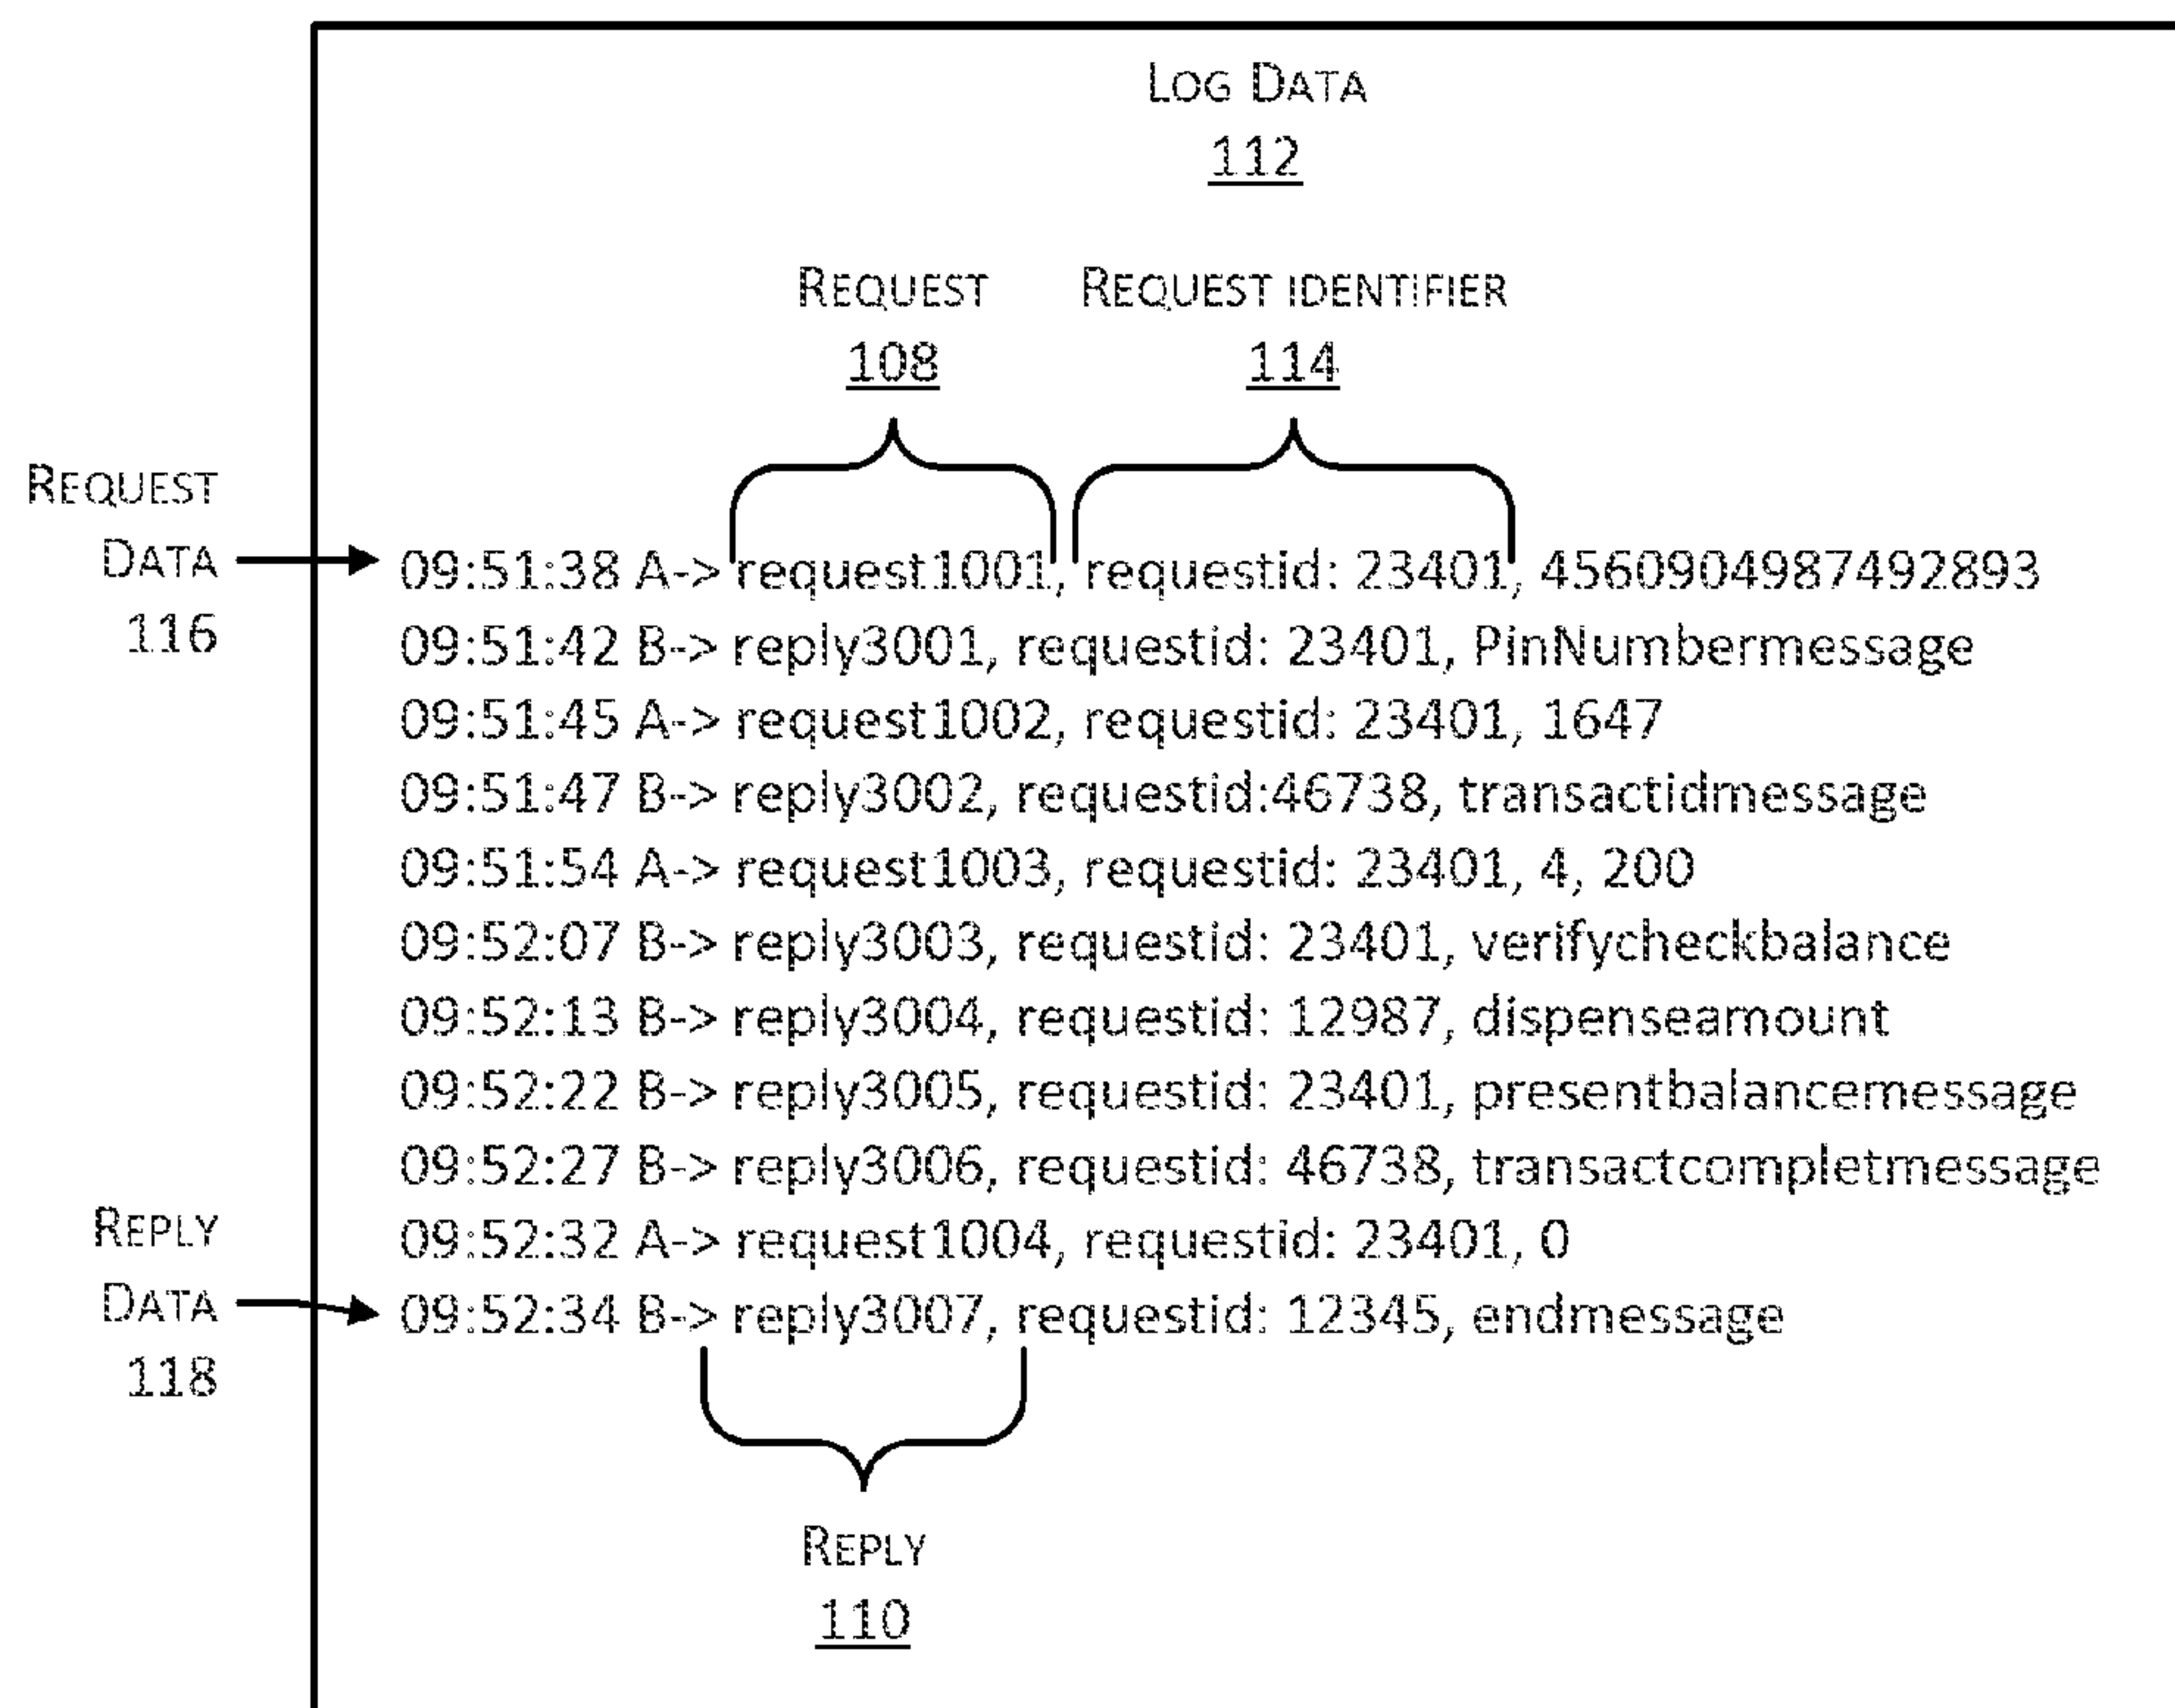 LOG DATA
112
REQUEST
108
REQUEST IDENTIFIER
114
REQUEST
DATA
116
09:51:38 A-> request1001, requestid: 23401, 4560904987492893
09:51:42 B-> reply3001, requestid: 23401, PinNumbermessage
09:51:45 A-> request1002, requestid: 23401, 1647
09:51:47 B-> reply3002, requestid:46738, transactidmessage
09:51:54 A-> request1003, requestid: 23401, 4, 200
09:52:07 B-> reply3003, requestid: 23401, verifycheckbalance
09:52:13 B-> reply3004, requestid: 12987, dispenseamount
09:52:22 B-> reply3005, requestid: 23401, presentbalancemessage
09:52:27 B-> reply3006, requestid: 46738, transactcompletmessage
09:52:32 A-> request1004, requestid: 23401, 0
REPLY
DATA
118
09:52:34 B-> reply3007, requestid: 12345, endmessage
REPLY
110